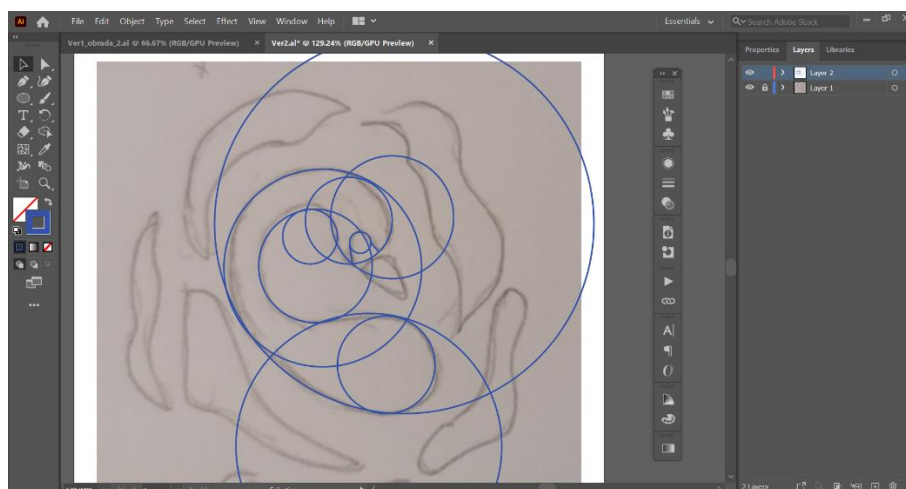 Ai File Edit Object Type Select Effect View Window Help Essentials Search Adobe Stock
Ver1_obrada_2.ai @ 66.67% (RGB/GPU Preview) × Ver2.ai* @ 129.24% (RGB/GPU Preview) ×
Properties Layers Libraries
Layer 2
Layer 1
2 Layers